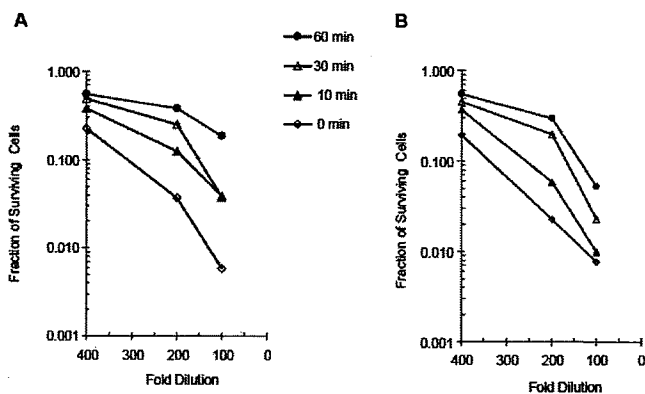 A
B
60 min
30 min
10 min
0 min
Fraction of Surviving Cells
1.000
0.100
0.010
0.001
400
300
200
100
0
Fold Dilution
Fraction of Surviving Cells
1.000
0.100
0.010
0.001
400
300
200
100
0
Fold Dilution